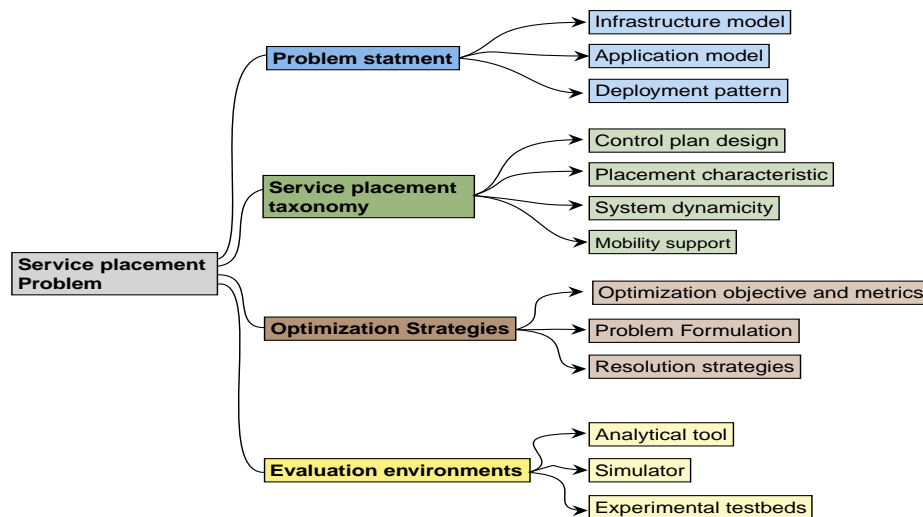 Infrastructure model
Problem statment
Application model
Deployment pattern
Control plan design
Service placement
taxonomy
Placement characteristic
System dynamicity
Mobility support
Service placement
Problem
Optimization objective and metrics
Optimization Strategies
Problem Formulation
Resolution strategies
Analytical tool
Evaluation environments
Simulator
Experimental testbeds